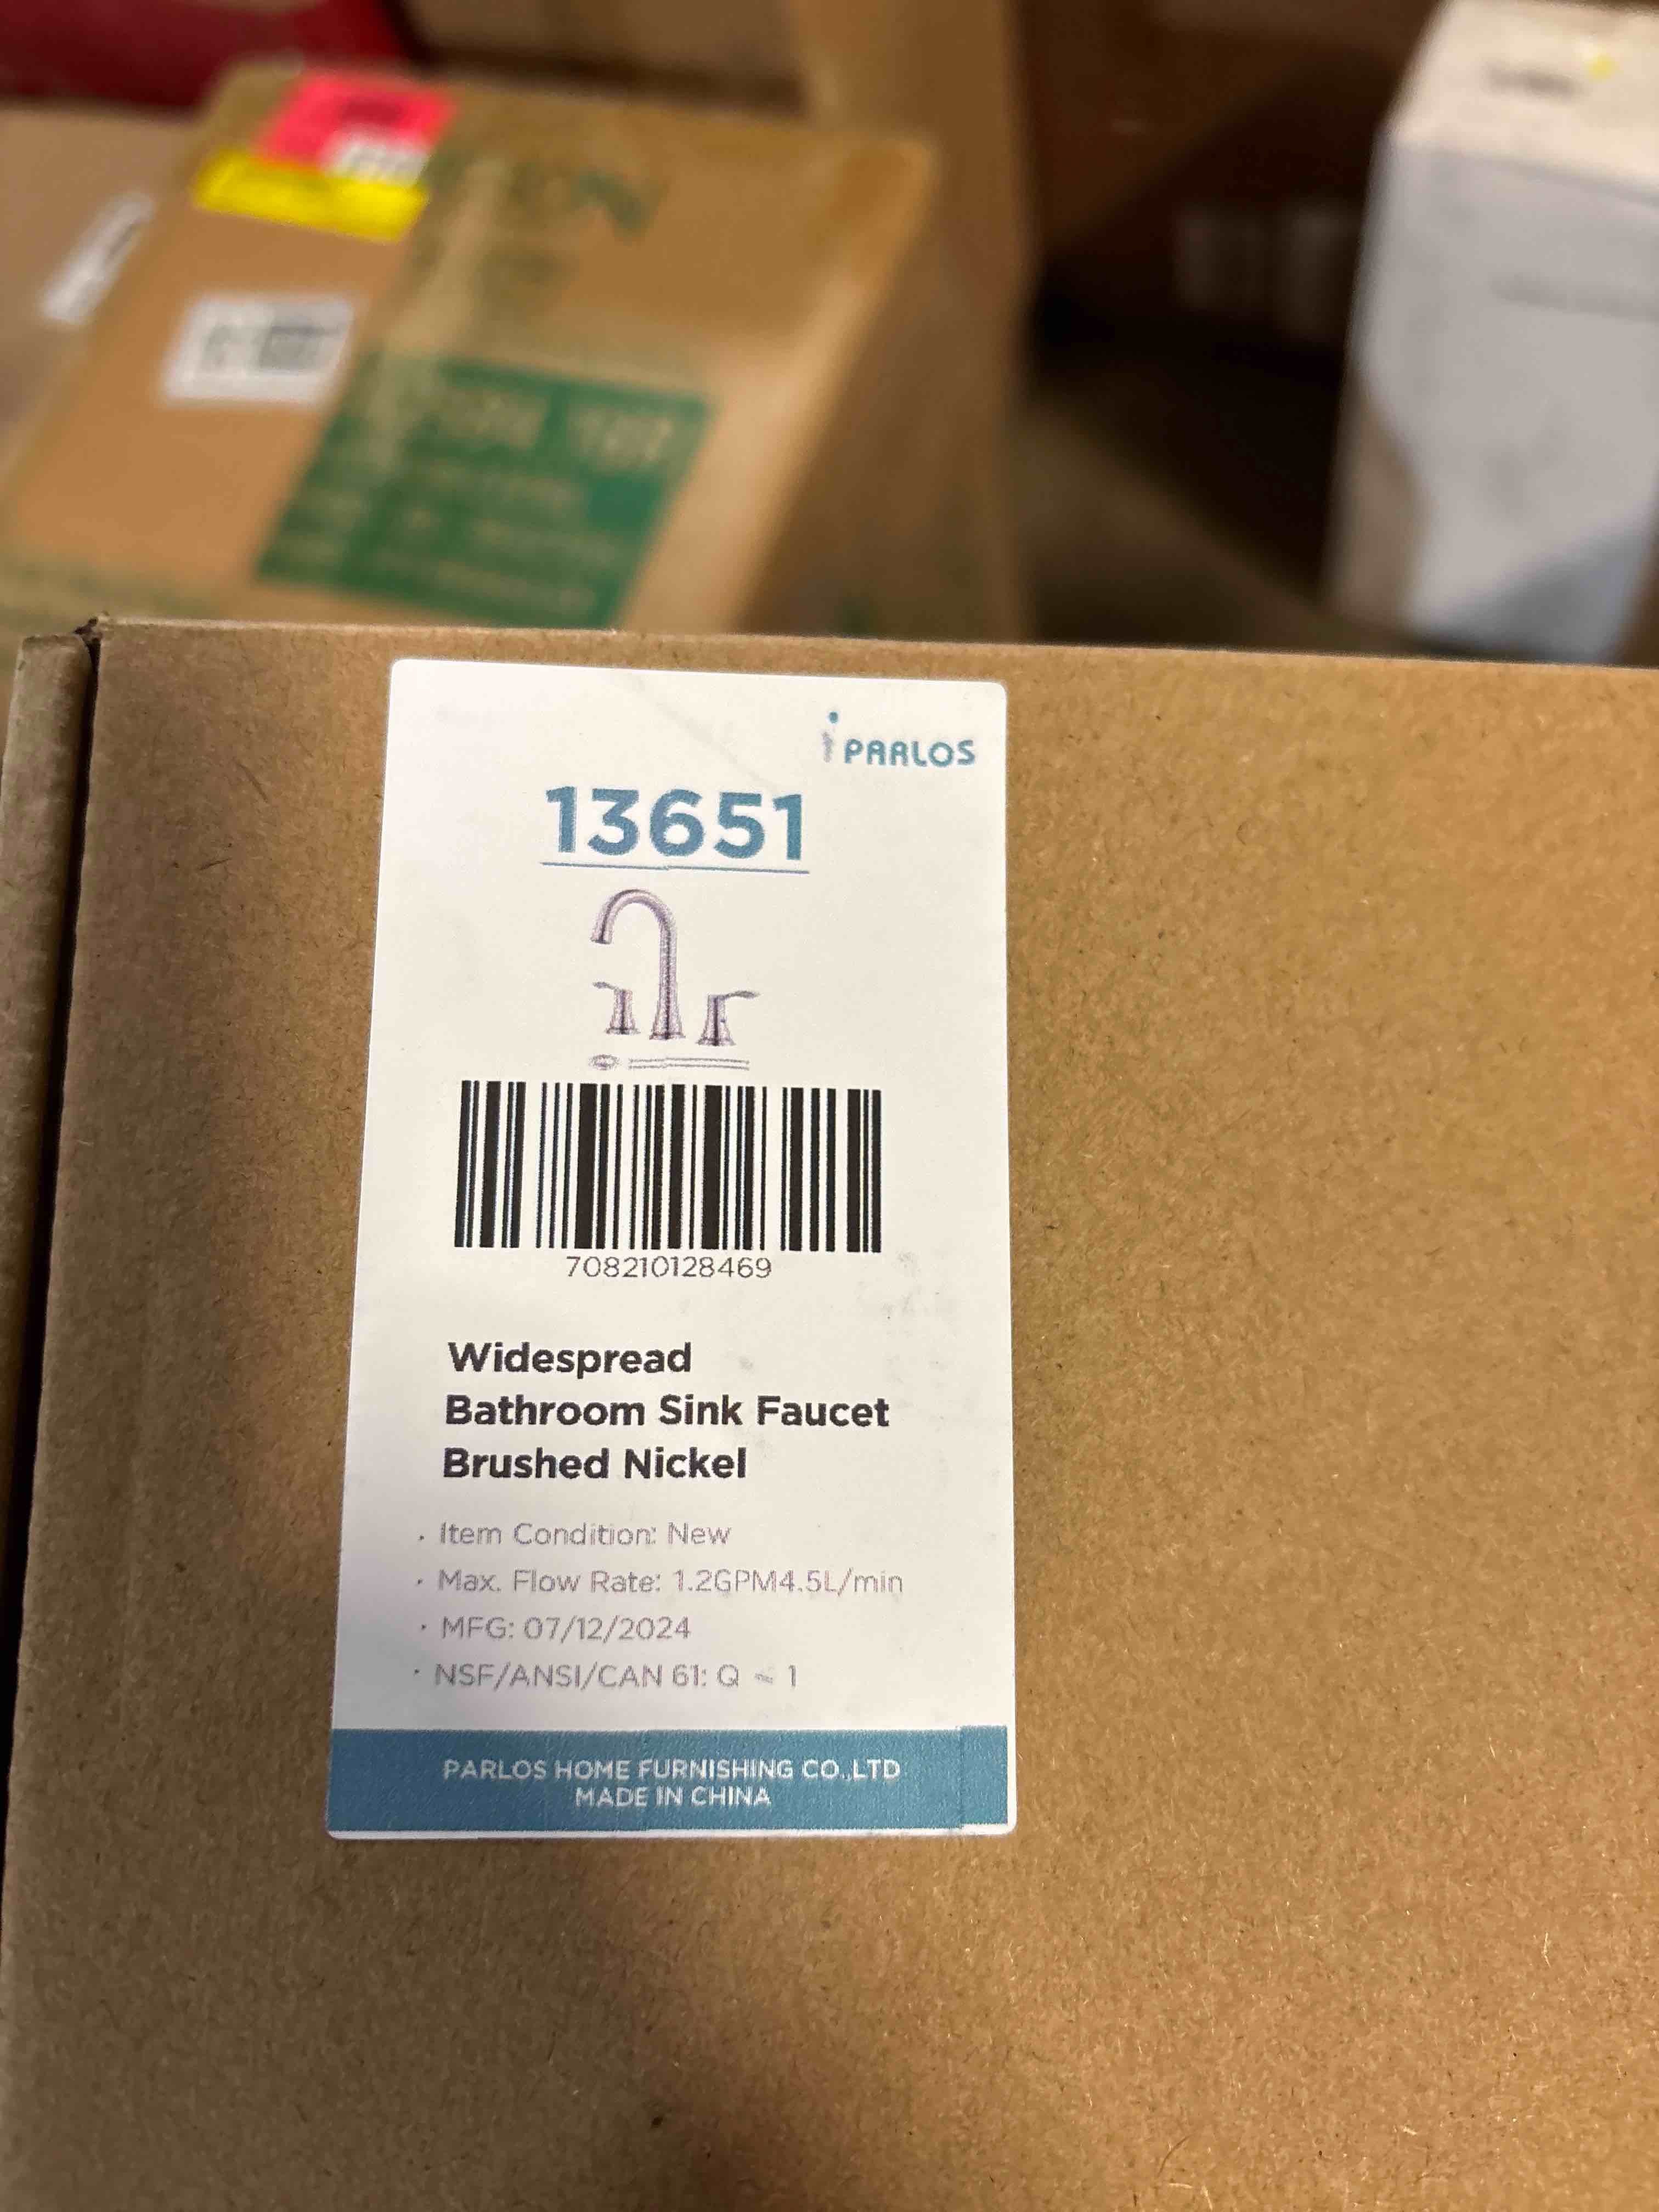 PARLOS
13651
708210128469
Widespread
Bathroom Sink Faucet
Brushed Nickel
· Item Condition: New
· Max. Flow Rate: 1.2GPM4.5L/min
· MFG: 07/12/2024
· NSF/ANSI/CAN 61: Q ≤ 1
PARLOS HOME FURNISHING CO.,LTD
MADE IN CHINA